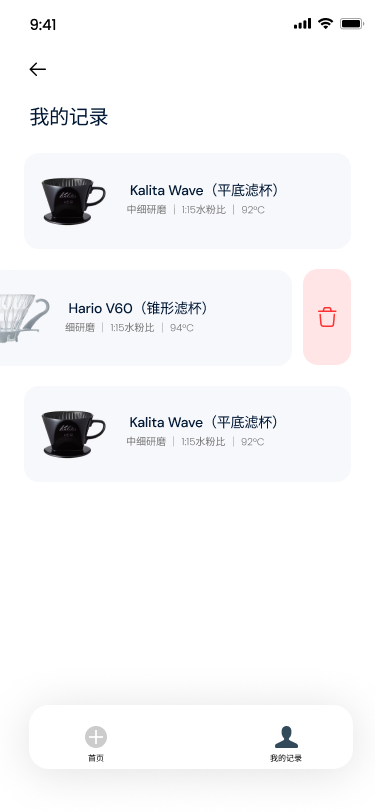 9:41
我的记录
Kalita Wave（平底滤杯）
中细研磨 | 1:15水粉比 | 92°C
Hario V60（锥形滤杯）
细研磨 | 1:15水粉比 | 94°C
Kalita Wave（平底滤杯）
中细研磨 | 1:15水粉比 | 92°C
首页
我的记录